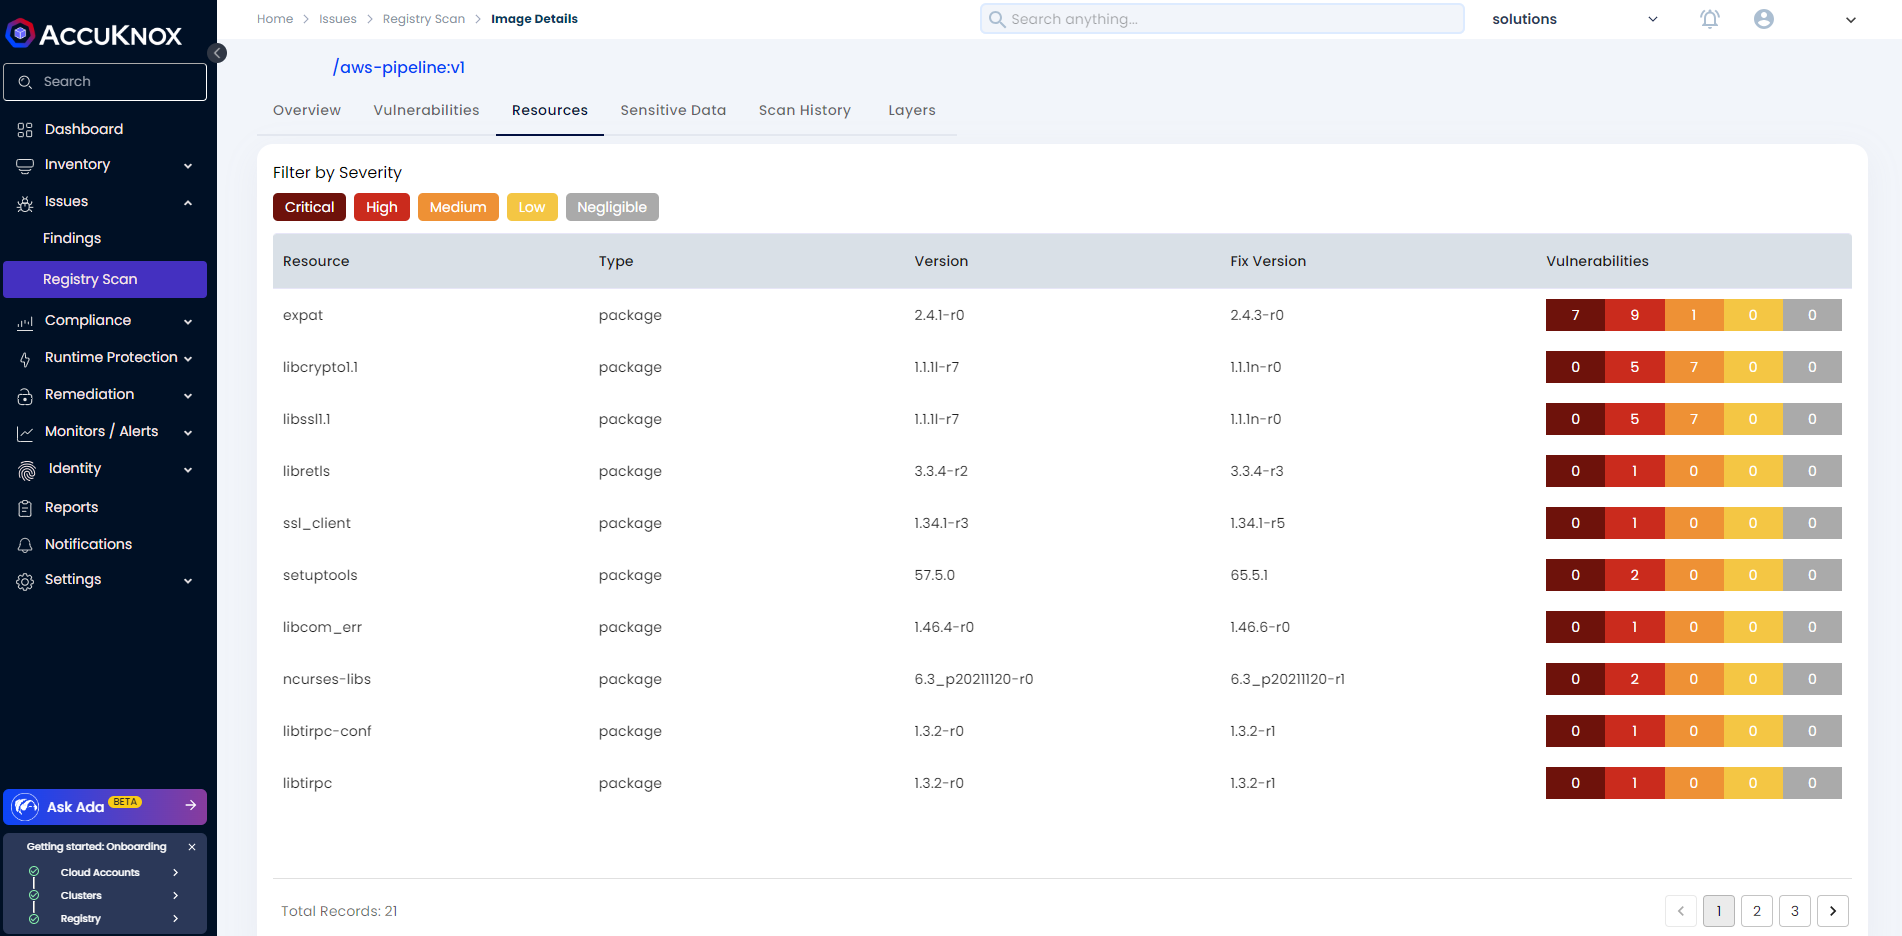 Home > Issues > Registry Scan > Image Details
Search anything...
solutions
ACCUKNOX
Search
Dashboard
Inventory
Issues
Findings
Registry Scan
Compliance
Runtime Protection
Remediation
Monitors / Alerts
Identity
Reports
Notifications
Settings
Ask Ada BETA
Getting started: Onboarding
Cloud Accounts
Clusters
Registry
/aws-pipeline:v1
Overview Vulnerabilities Resources Sensitive Data Scan History Layers
Filter by Severity
Critical High Medium Low Negligible
Resource Type Version Fix Version Vulnerabilities
expat package 2.4.1-r0 2.4.3-r0 7 9 1 0 0
libcrypto1.1 package 1.1.1l-r7 1.1.1n-r0 0 5 7 0 0
libssl1.1 package 1.1.1l-r7 1.1.1n-r0 0 5 7 0 0
libretls package 3.3.4-r2 3.3.4-r3 0 1 0 0 0
ssl_client package 1.34.1-r3 1.34.1-r5 0 1 0 0 0
setuptools package 57.5.0 65.5.1 0 2 0 0 0
libcom_err package 1.46.4-r0 1.46.6-r0 0 1 0 0 0
ncurses-libs package 6.3_p20211120-r0 6.3_p20211120-r1 0 2 0 0 0
libtirpc-conf package 1.3.2-r0 1.3.2-r1 0 1 0 0 0
libtirpc package 1.3.2-r0 1.3.2-r1 0 1 0 0 0
Total Records: 21
< 1 2 3 >